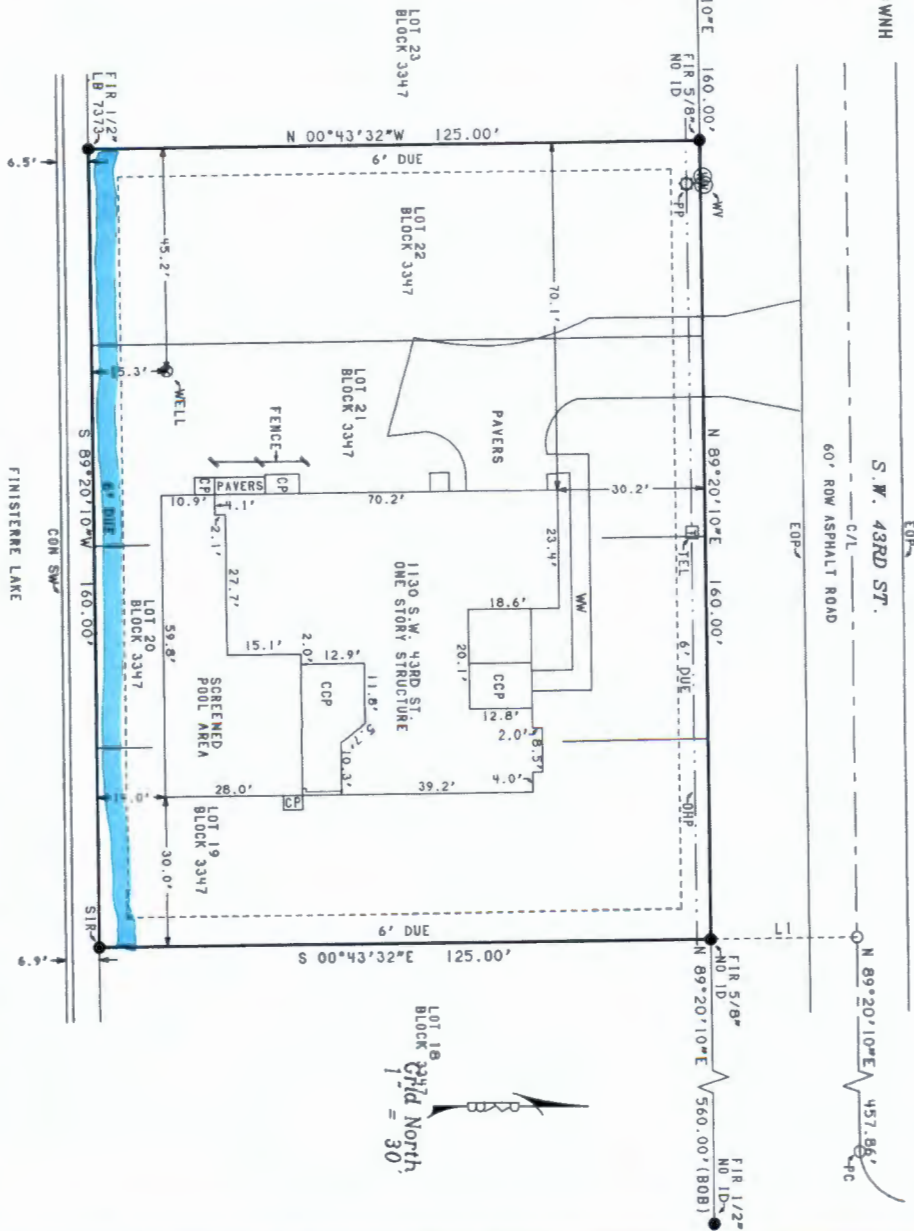 WNH
EOP
S.W. 43RD ST.
C/L
60' ROW ASPHALT ROAD
EOP
10"E 160.00'
FIR 5/8"
NO ID
WV
PP
N 89°20'10"E 160.00'
TEL
6' DUE
OHP
L1
FIR 5/8"
NO ID
N 89°20'10"E 457.86'
PC
N 89°20'10"E 560.00'(BOB)
FIR 1/2"
NO ID
LOT 23
BLOCK 3347
N 00°43'32"W 125.00'
6' DUE
LOT 22
BLOCK 3347
70.1'
45.2'
15.3'
WELL
LOT 21
BLOCK 3347
FENCE
PAVERS
30.2'
CP
PAVERS
CP
10.9'
4.1'
2.1'
70.2'
23.4'
WW
27.7'
15.1'
2.0'
12.9'
CCP
11.8'
5.7'
10.3'
1130 S.W. 43RD ST.
ONE STORY STRUCTURE
18.6'
20.1'
CCP
12.8'
2.0'
8.5'
4.0'
39.2'
59.8'
SCREENED
POOL AREA
28.0'
CP
LOT 20
BLOCK 3347
LOT 19
BLOCK 3347
14.0'
30.0'
6' DUE
S 00°43'32"E 125.00'
LOT 18
BLOCK 3347
Grid North
1" = 30'
FIR 1/2"
LB 7373
6.5'
S 89°20'10"W 160.00'
6' DUE
CON SW
FINISTERRE LAKE
SIR
6.9'